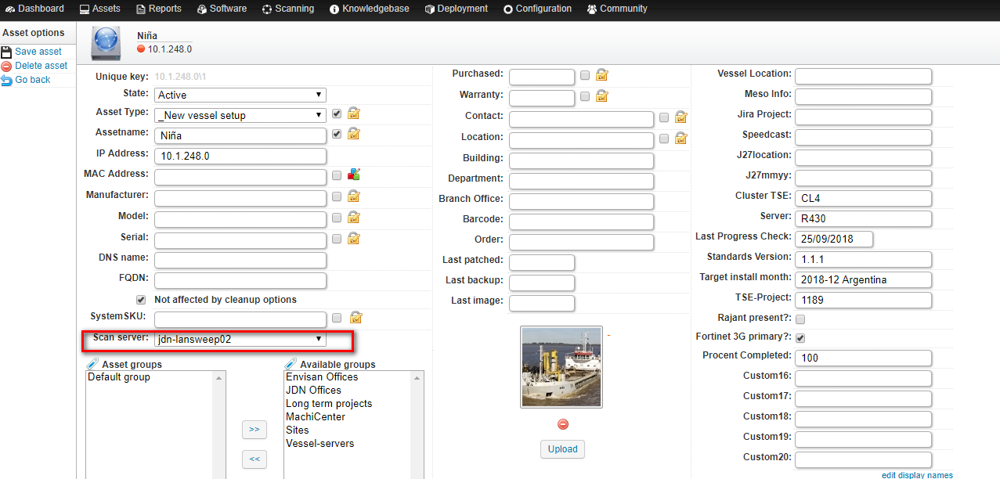 Dashboard Assets Reports Software Scanning Knowledgebase Deployment Configuration Community
Asset options
Save asset
Delete asset
Go back
Niña
10.1.248.0
Unique key: 10.1.248.0\1
State: Active
Asset Type: _New vessel setup
Assetname: Niña
IP Address: 10.1.248.0
MAC Address:
Manufacturer:
Model:
Serial:
DNS name:
FQDN:
Not affected by cleanup options
SystemSKU:
Scan server: jdn-lansweep02
Asset groups
Default group
>>
<<
Available groups
Envisan Offices
JDN Offices
Long term projects
MachiCenter
Sites
Vessel-servers
Purchased:
Warranty:
Contact:
Location:
Building:
Department:
Branch Office:
Barcode:
Order:
Last patched:
Last backup:
Last image:
Upload
Vessel Location:
Meso Info:
Jira Project:
Speedcast:
J27location:
J27mmyy:
Cluster TSE: CL4
Server: R430
Last Progress Check: 25/09/2018
Standards Version: 1.1.1
Target install month: 2018-12 Argentina
TSE-Project: 1189
Rajant present?:
Fortinet 3G primary?:
Procent Completed: 100
Custom16:
Custom17:
Custom18:
Custom19:
Custom20:
edit display names